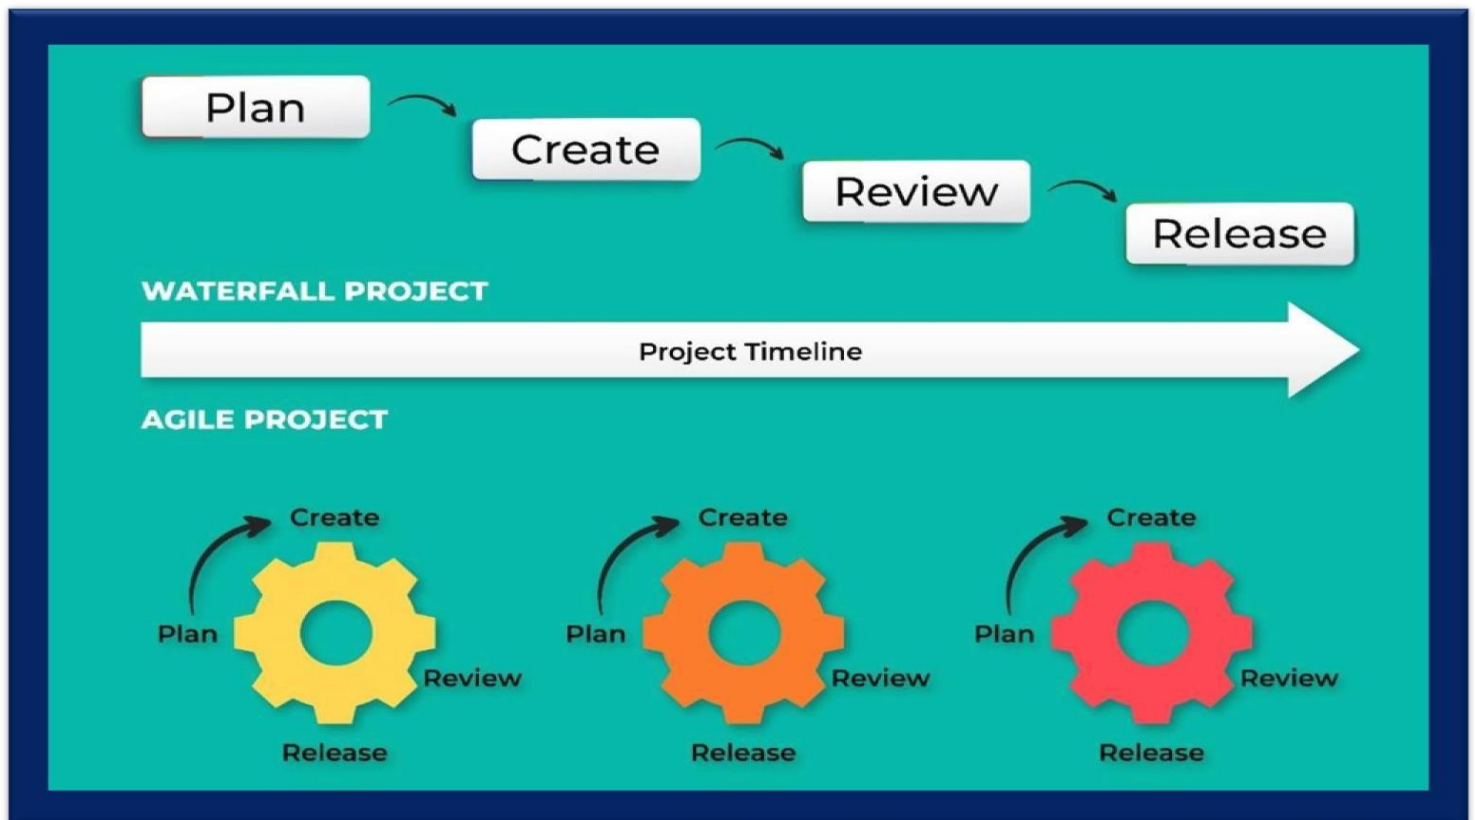 Plan
Create
Review
Release
WATERFALL PROJECT
Project Timeline
AGILE PROJECT
Create
Plan
Review
Release
Create
Plan
Review
Release
Create
Plan
Review
Release